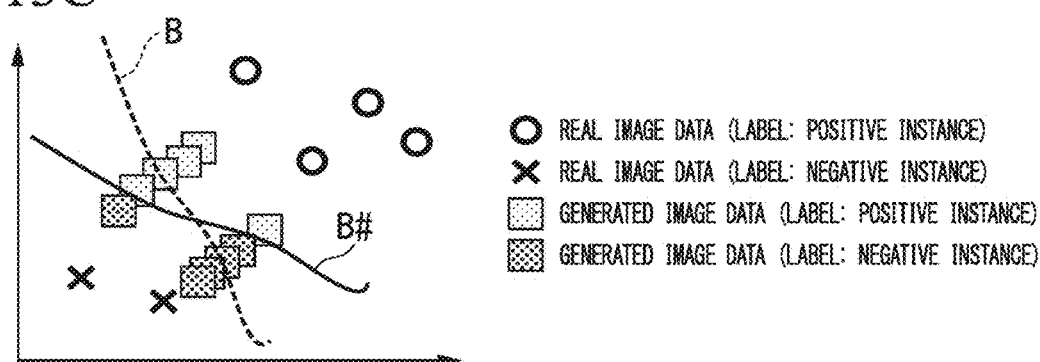 B
B#
REAL IMAGE DATA (LABEL: POSITIVE INSTANCE)
REAL IMAGE DATA (LABEL: NEGATIVE INSTANCE)
GENERATED IMAGE DATA (LABEL: POSITIVE INSTANCE)
GENERATED IMAGE DATA (LABEL: NEGATIVE INSTANCE)